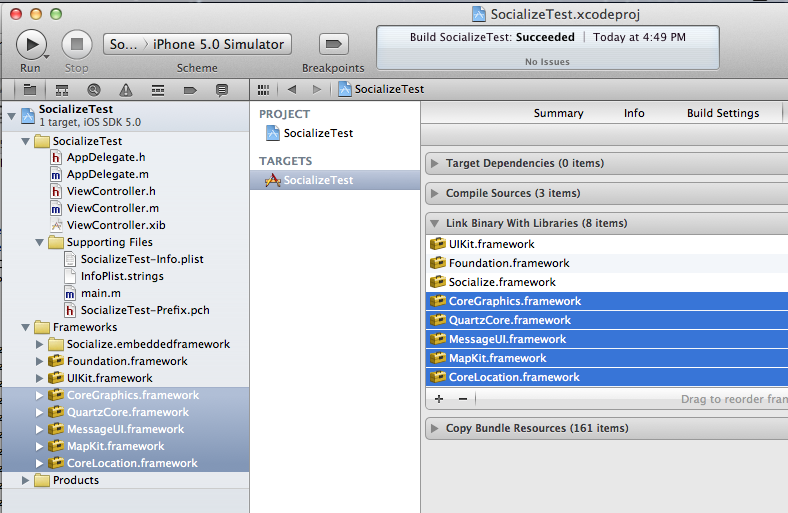 SocializeTest.xcodeproj
Run
Stop
So... iPhone 5.0 Simulator
Scheme
Breakpoints
Build SocializeTest: Succeeded | Today at 4:49 PM
No Issues
SocializeTest
SocializeTest
1 target, iOS SDK 5.0
SocializeTest
h AppDelegate.h
m AppDelegate.m
h ViewController.h
m ViewController.m
ViewController.xib
Supporting Files
SocializeTest-Info.plist
InfoPlist.strings
m main.m
h SocializeTest-Prefix.pch
Frameworks
Socialize.embeddedframework
Foundation.framework
UIKit.framework
CoreGraphics.framework
QuartzCore.framework
MessageUI.framework
MapKit.framework
CoreLocation.framework
Products
PROJECT
SocializeTest
TARGETS
SocializeTest
Summary Info Build Settings
Target Dependencies (0 items)
Compile Sources (3 items)
Link Binary With Libraries (8 items)
UIKit.framework
Foundation.framework
Socialize.framework
CoreGraphics.framework
QuartzCore.framework
MessageUI.framework
MapKit.framework
CoreLocation.framework
+ − Drag to reorder fram
Copy Bundle Resources (161 items)